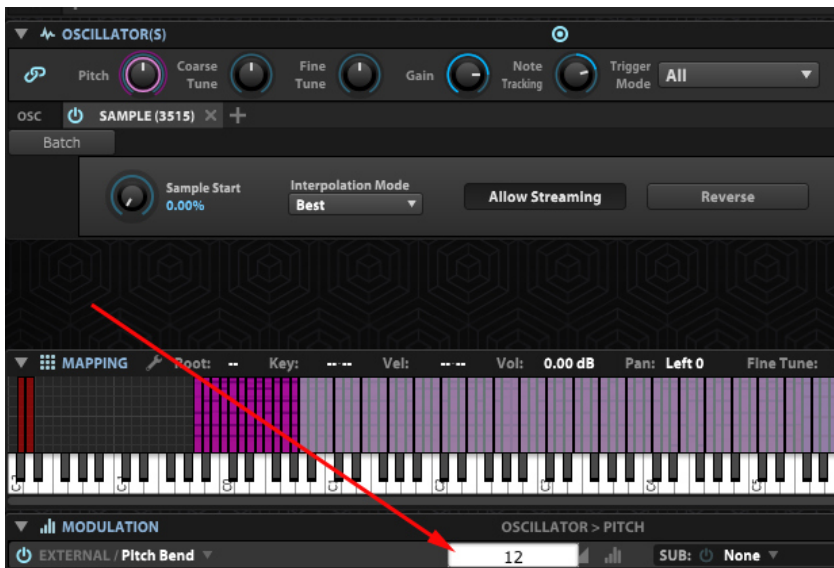 OSCILLATOR(S)
Pitch Coarse Tune Fine Tune Gain Note Tracking Trigger Mode All
OSC SAMPLE (3515)
Batch
Sample Start Interpolation Mode
0.00% Best Allow Streaming Reverse
MAPPING Root: -- Key: ----- Vel: ----- Vol: 0.00 dB Pan: Left 0 Fine Tune:
MODULATION OSCILLATOR > PITCH
EXTERNAL / Pitch Bend 12 SUB: None